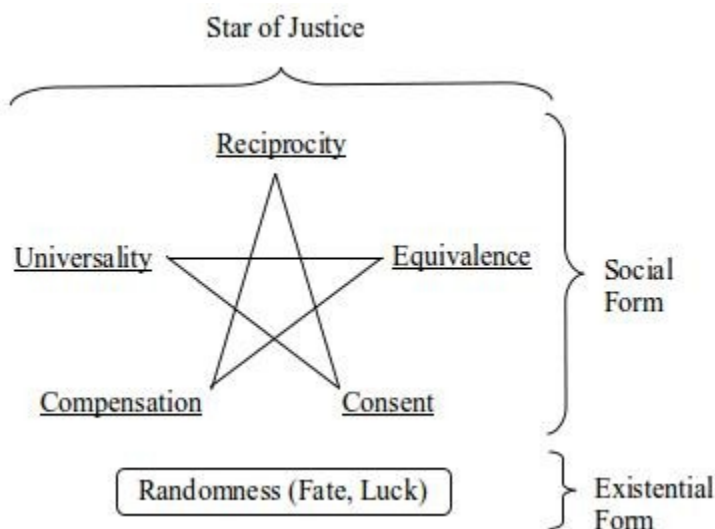 Star of Justice
Reciprocity
Universality
Equivalence
Social
Form
Compensation
Consent
Randomness (Fate, Luck)
Existential
Form